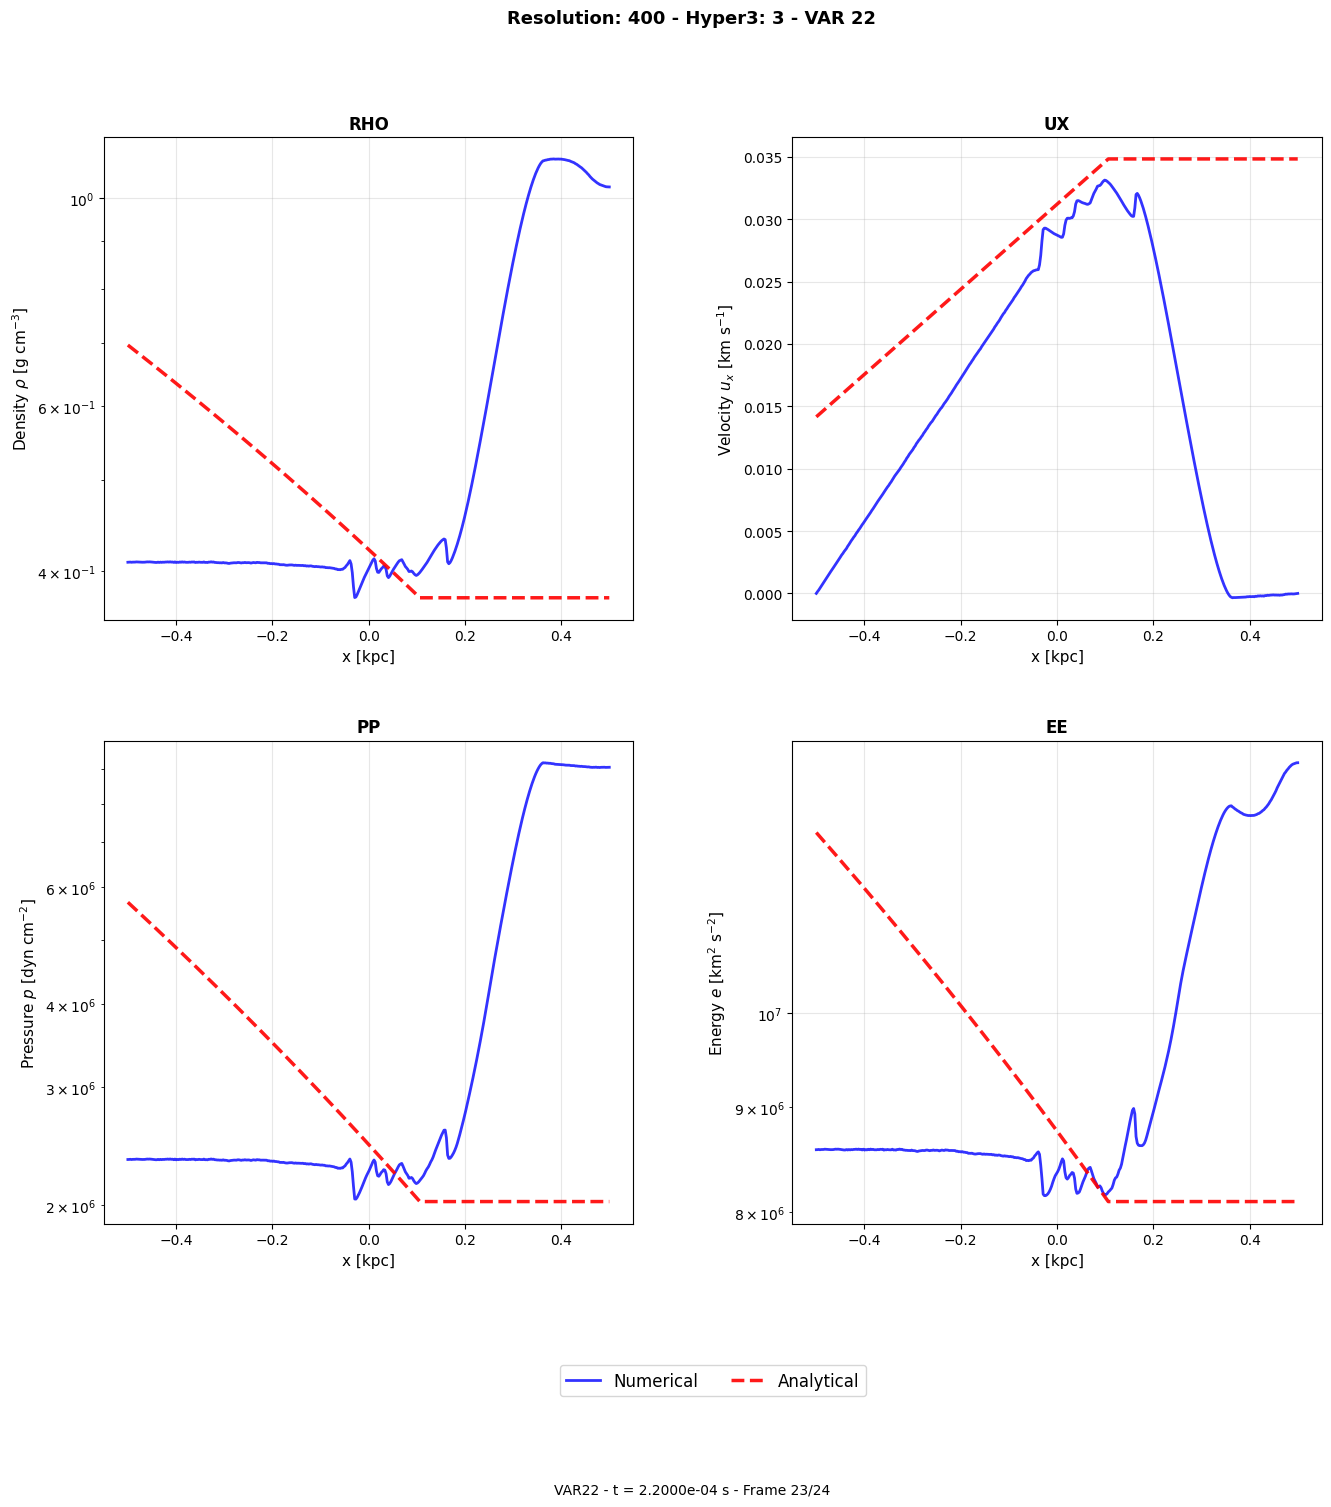 Resolution: 400 - Hyper3: 3 - VAR 22
RHO
Density ρ [g cm⁻³]
10⁰
6 × 10⁻¹
4 × 10⁻¹
−0.4 −0.2 0.0 0.2 0.4
x [kpc]
UX
Velocity uₓ [km s⁻¹]
0.035
0.030
0.025
0.020
0.015
0.010
0.005
0.000
−0.4 −0.2 0.0 0.2 0.4
x [kpc]
PP
Pressure p [dyn cm⁻²]
6 × 10⁶
4 × 10⁶
3 × 10⁶
2 × 10⁶
−0.4 −0.2 0.0 0.2 0.4
x [kpc]
EE
Energy e [km² s⁻²]
10⁷
9 × 10⁶
8 × 10⁶
−0.4 −0.2 0.0 0.2 0.4
x [kpc]
Numerical Analytical
VAR22 - t = 2.2000e-04 s - Frame 23/24